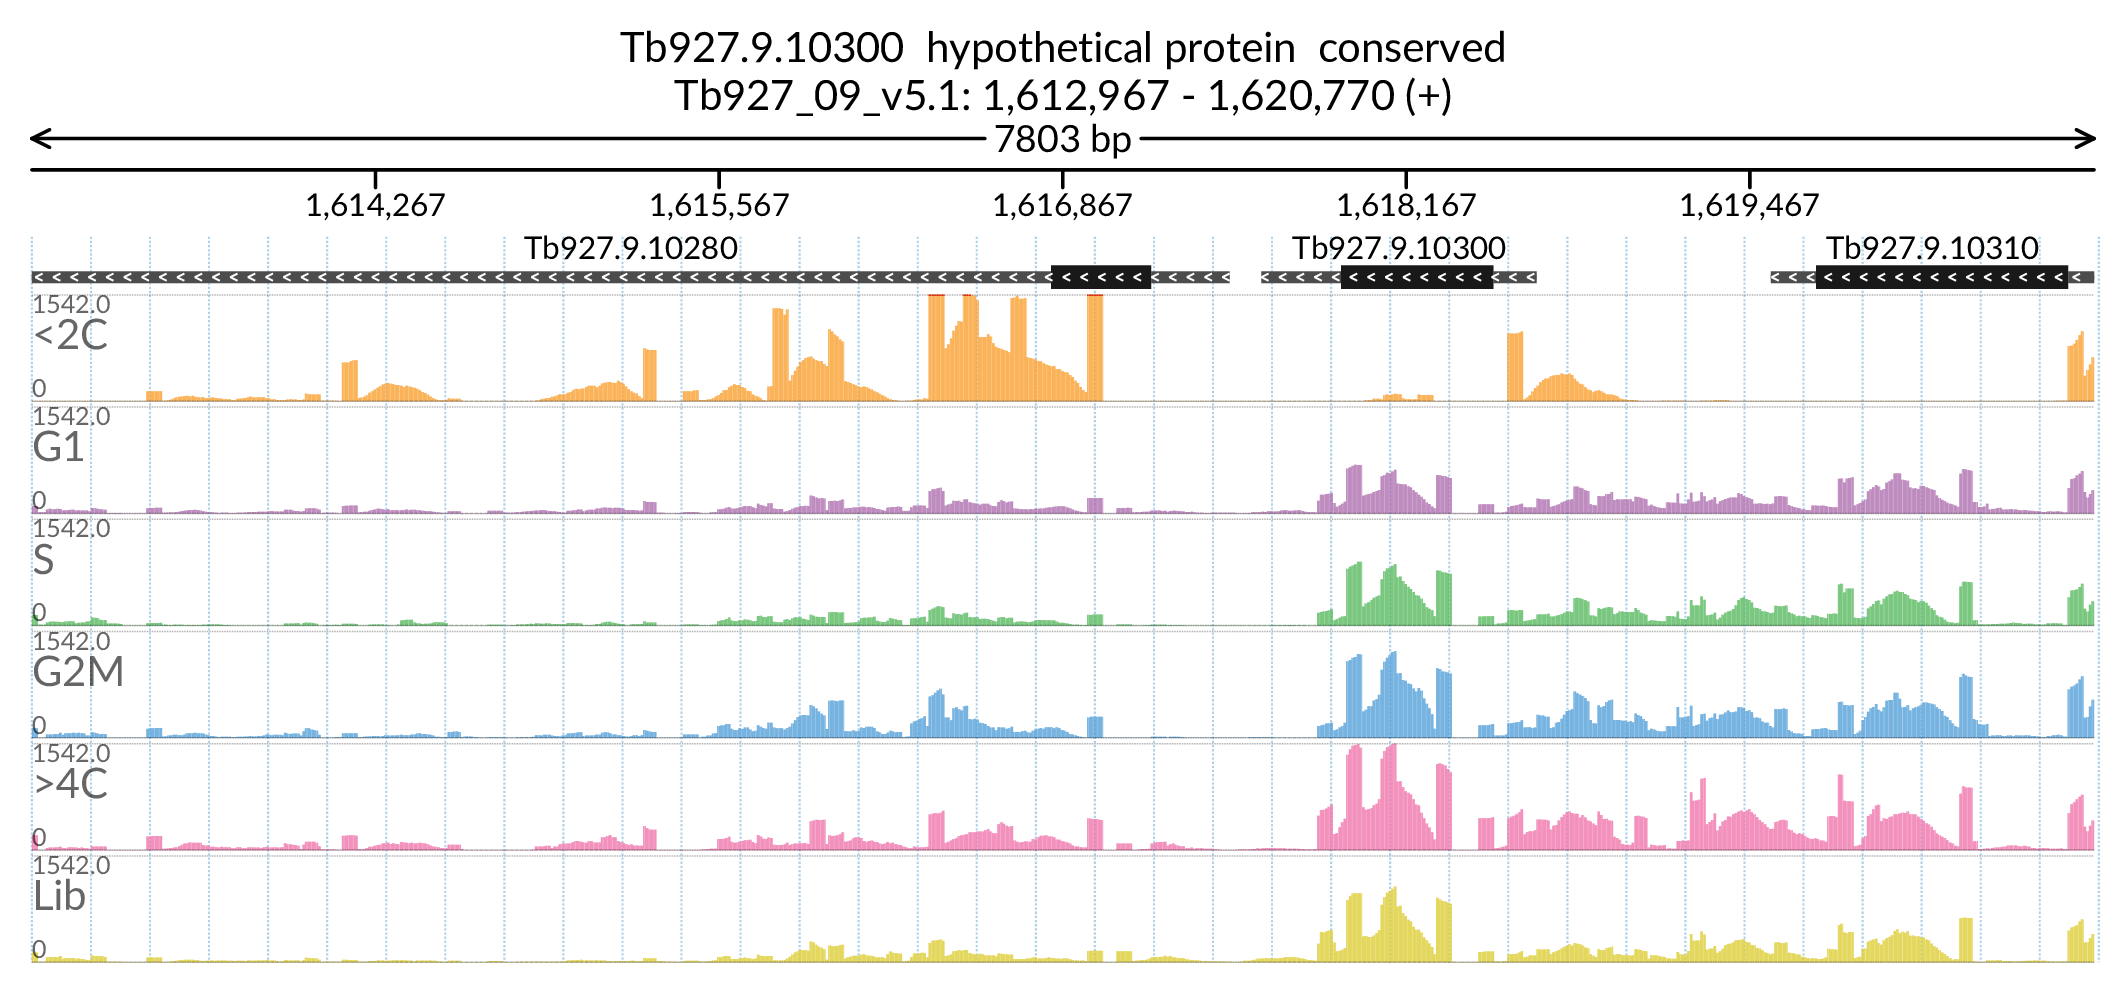 Tb927.9.10300 hypothetical protein conserved
Tb927_09_v5.1: 1,612,967 - 1,620,770 (+)
7803 bp
1,614,267 1,615,567 1,616,867 1,618,167 1,619,467
Tb927.9.10280 Tb927.9.10300 Tb927.9.10310
1542.0
<2C
0
1542.0
G1
0
1542.0
S
0
1542.0
G2M
0
1542.0
>4C
0
1542.0
Lib
0